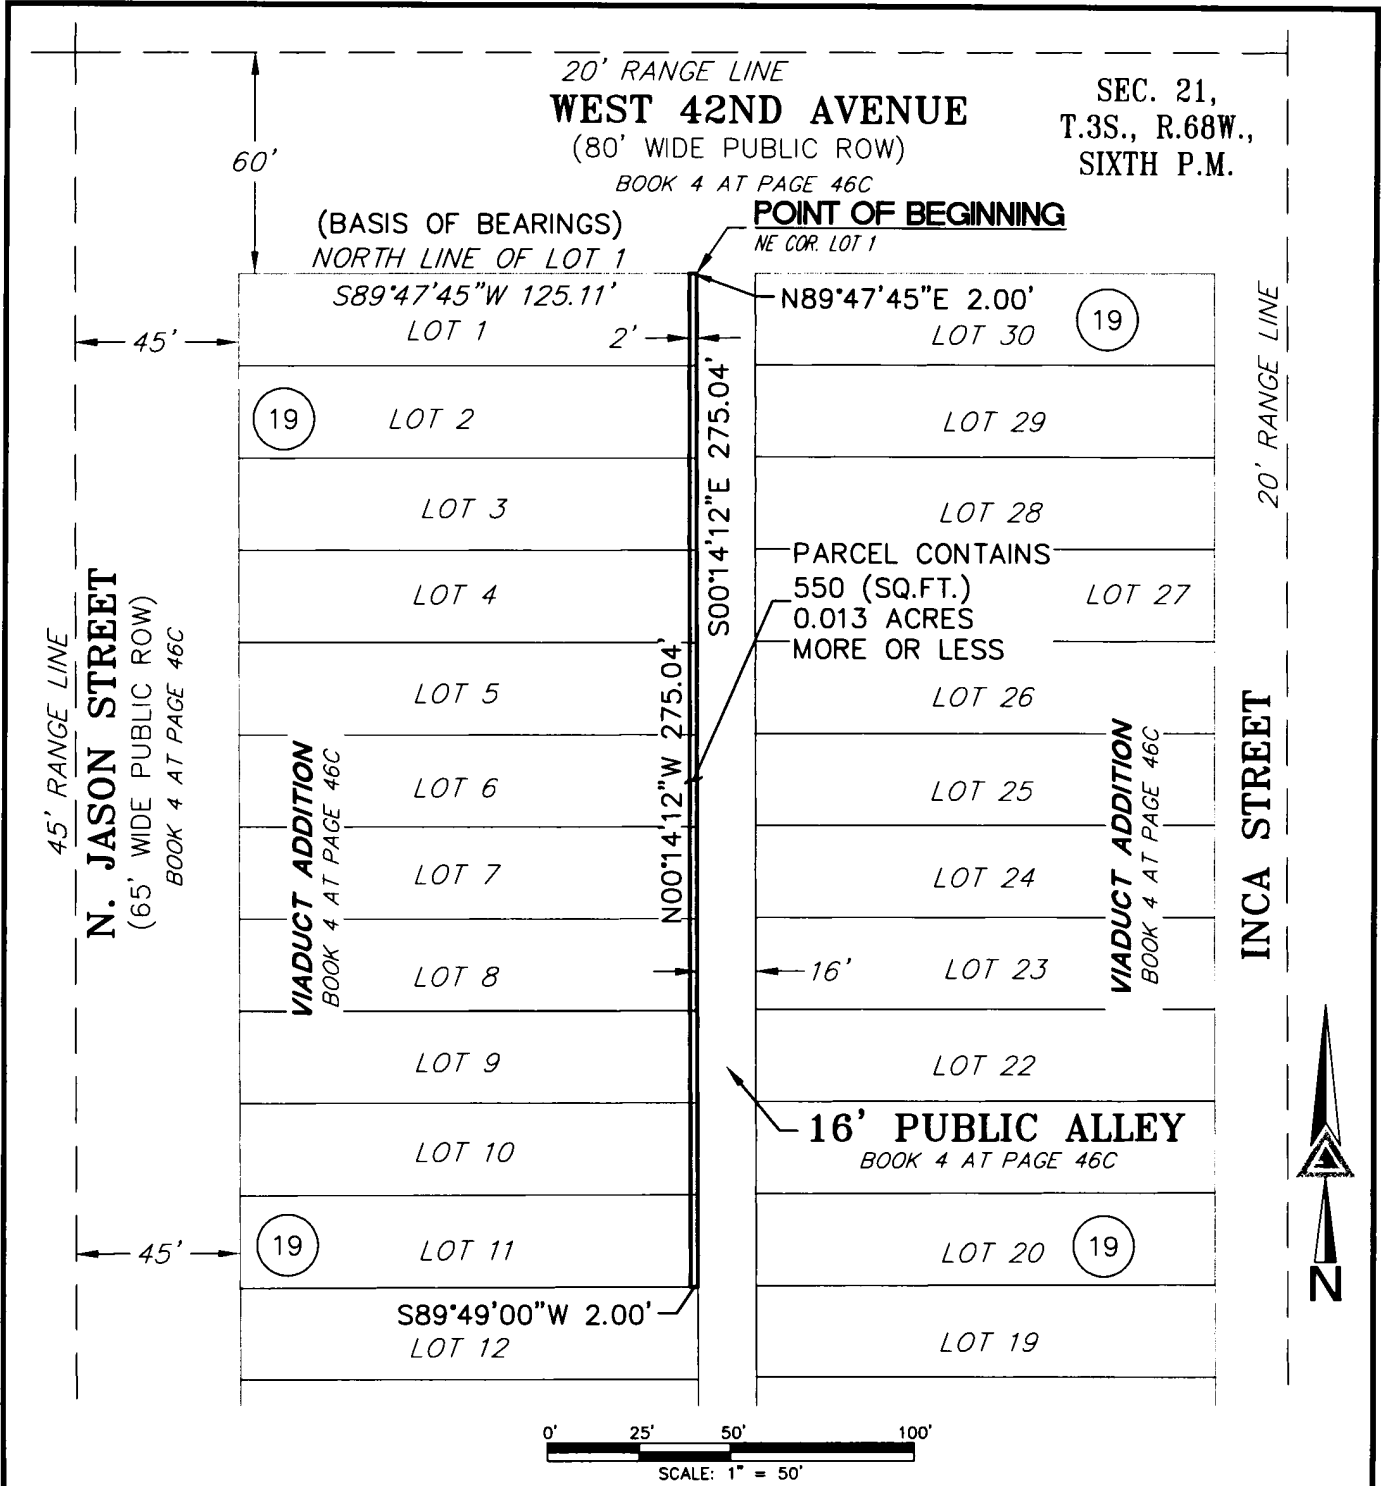 20' RANGE LINE
WEST 42ND AVENUE
(80' WIDE PUBLIC ROW)
BOOK 4 AT PAGE 46C
SEC. 21,
T.3S., R.68W.,
SIXTH P.M.
60'
(BASIS OF BEARINGS)
NORTH LINE OF LOT 1
S89°47'45"W 125.11'
POINT OF BEGINNING
NE COR. LOT 1
N89°47'45"E 2.00'
45'
LOT 1
2'
LOT 30
19
20' RANGE LINE
19
LOT 2
LOT 29
S00°14'12"E 275.04'
LOT 3
LOT 28
LOT 4
PARCEL CONTAINS
550 (SQ.FT.)
0.013 ACRES
MORE OR LESS
LOT 27
45' RANGE LINE
N. JASON STREET
(65' WIDE PUBLIC ROW)
BOOK 4 AT PAGE 46C
LOT 5
N00°14'12"W 275.04'
LOT 26
INCA STREET
VIADUCT ADDITION
BOOK 4 AT PAGE 46C
LOT 6
LOT 25
VIADUCT ADDITION
BOOK 4 AT PAGE 46C
LOT 7
LOT 24
LOT 8
16'
LOT 23
LOT 9
LOT 22
LOT 10
16' PUBLIC ALLEY
BOOK 4 AT PAGE 46C
45'
19
LOT 11
LOT 20
19
N
S89°49'00"W 2.00'
LOT 12
LOT 19
0' 25' 50' 100'
SCALE: 1" = 50'